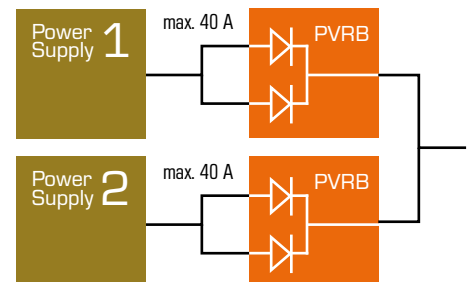 Power
Supply 1
max. 40 A
PVRB
Power
Supply 2
max. 40 A
PVRB